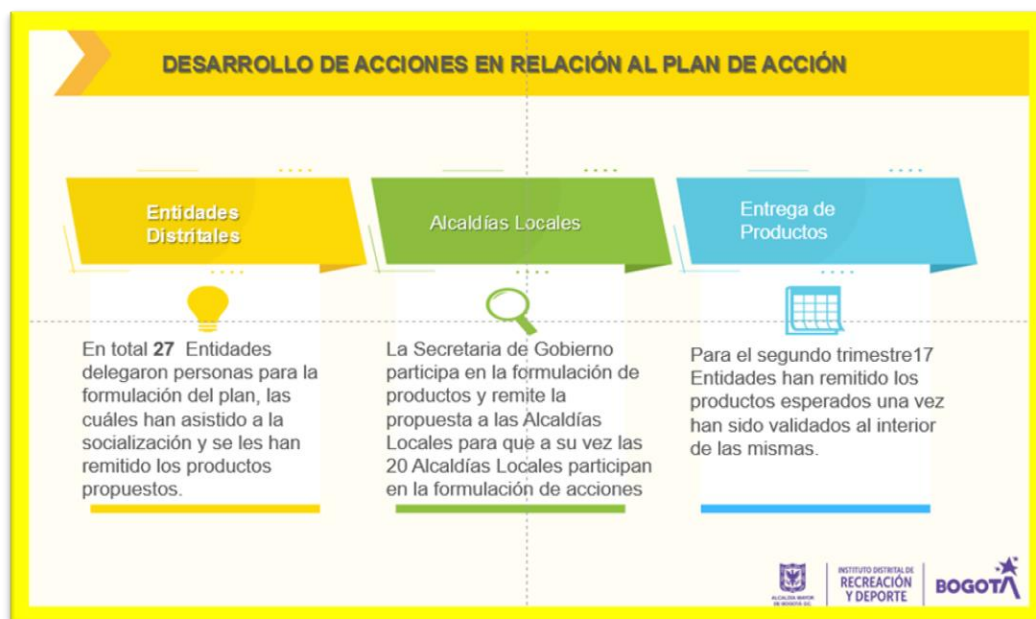 DESARROLLO DE ACCIONES EN RELACIÓN AL PLAN DE ACCIÓN
Entidades
Distritales
En total 27 Entidades
delegaron personas para la
formulación del plan, las
cuáles han asistido a la
socialización y se les han
remitido los productos
propuestos.
Alcaldías Locales
La Secretaria de Gobierno
participa en la formulación de
productos y remite la
propuesta a las Alcaldías
Locales para que a su vez las
20 Alcaldías Locales participan
en la formulación de acciones
Entrega de
Productos
Para el segundo trimestre17
Entidades han remitido los
productos esperados una vez
han sido validados al interior
de las mismas.
ALCALDÍA MAYOR
DE BOGOTÁ D.C.
INSTITUTO DISTRITAL DE
RECREACIÓN
Y DEPORTE
BOGOTÁ